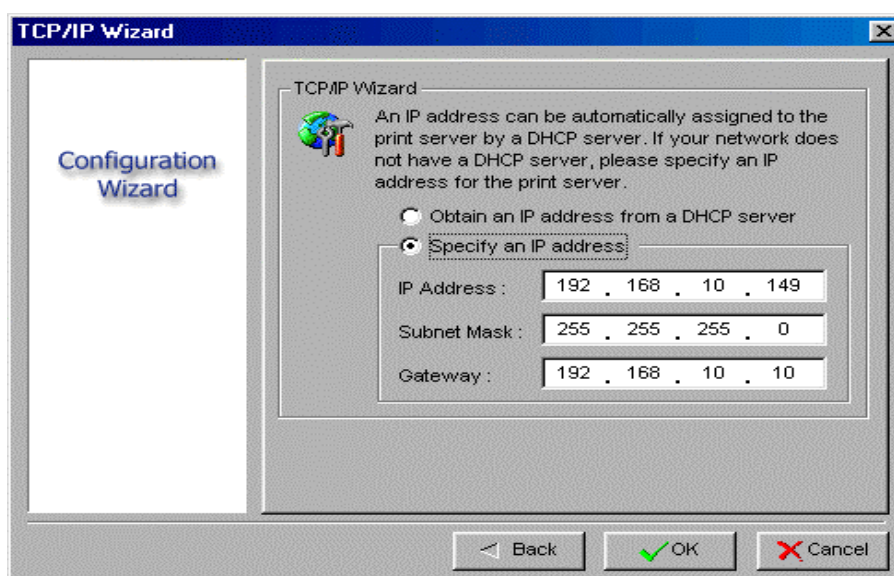 TCP/IP Wizard
Configuration
Wizard
TCP/IP Wizard
An IP address can be automatically assigned to the
print server by a DHCP server. If your network does
not have a DHCP server, please specify an IP
address for the print server.
Obtain an IP address from a DHCP server
Specify an IP address
IP Address : 192 . 168 . 10 . 149
Subnet Mask : 255 . 255 . 255 . 0
Gateway : 192 . 168 . 10 . 10
Back OK Cancel